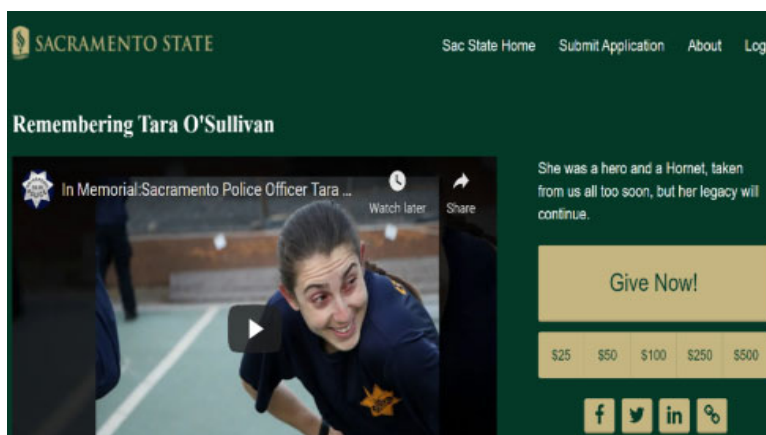 SACRAMENTO STATE
Sac State Home Submit Application About Log
Remembering Tara O'Sullivan
In Memorial:Sacramento Police Officer Tara ...
Watch later Share
She was a hero and a Hornet, taken
from us all too soon, but her legacy will
continue.
Give Now!
$25 $50 $100 $250 $500